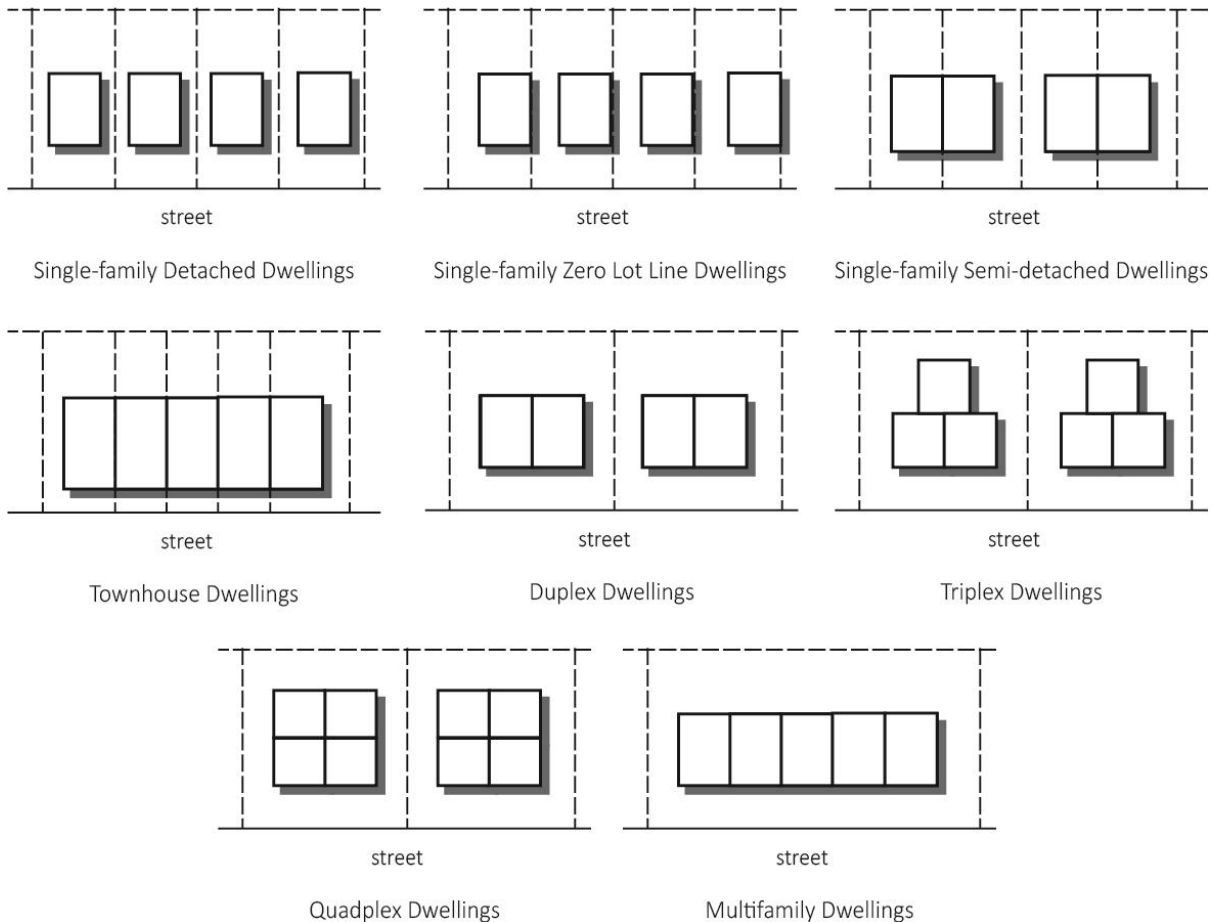 street
street
street
Single-family Detached Dwellings
Single-family Zero Lot Line Dwellings
Single-family Semi-detached Dwellings
street
street
street
Townhouse Dwellings
Duplex Dwellings
Triplex Dwellings
street
street
Quadplex Dwellings
Multifamily Dwellings